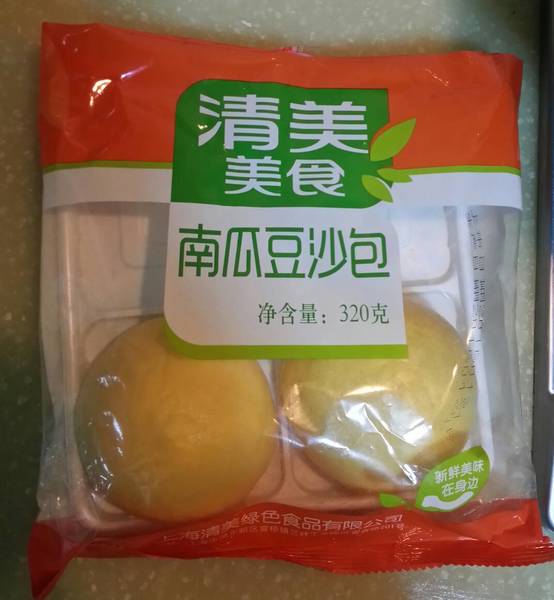 清美
美食
南瓜豆沙包
净含量：320克
新鲜美味
在身边
上海清美绿色食品有限公司